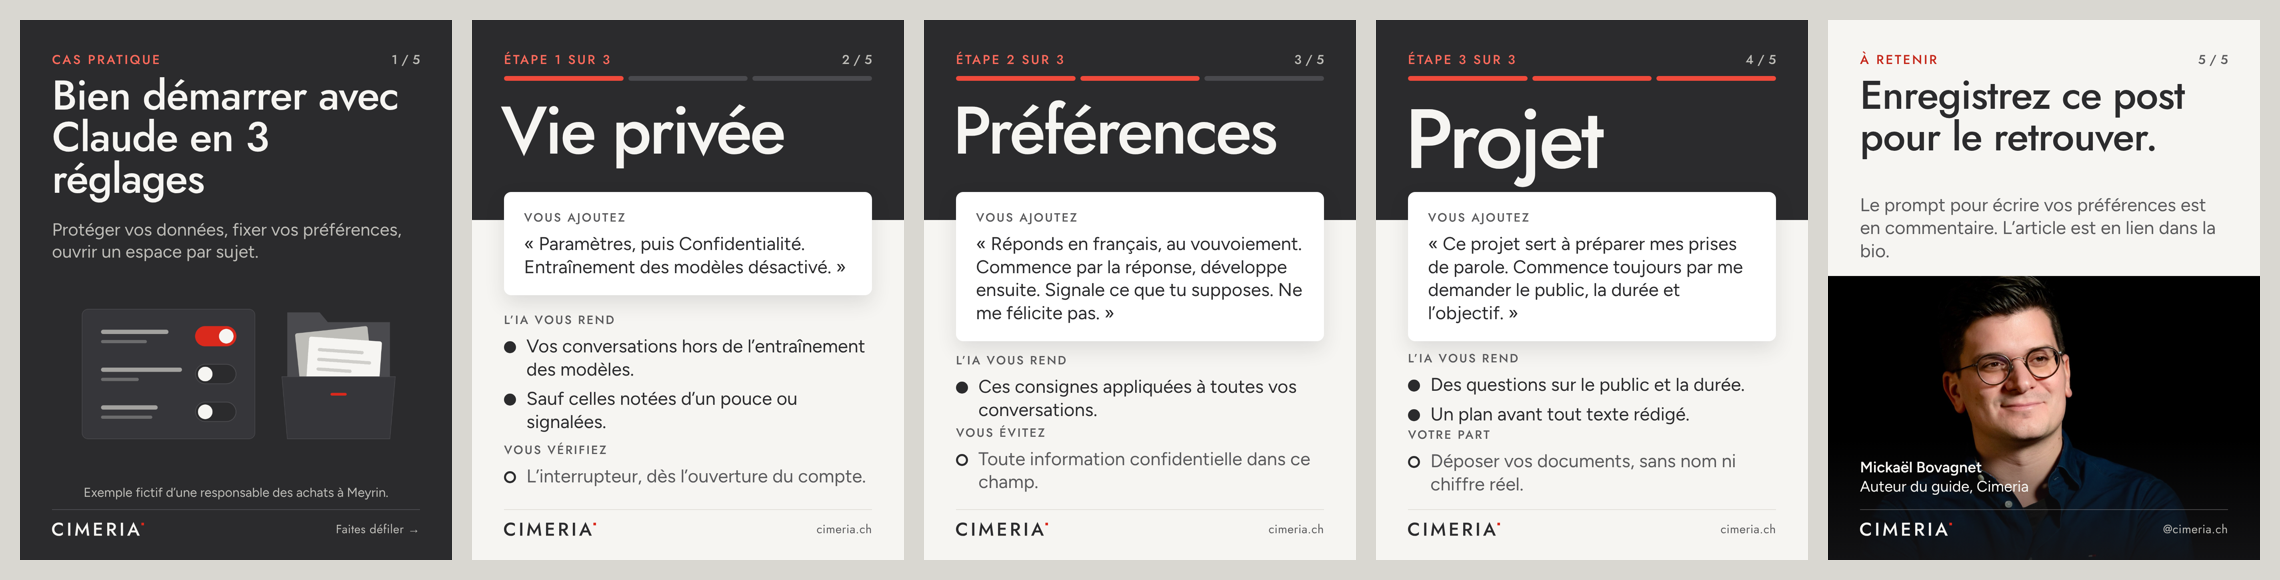 CAS PRATIQUE
1 / 5
Bien démarrer avec
Claude en 3
réglages
Protéger vos données, fixer vos préférences,
ouvrir un espace par sujet.
Exemple fictif d’une responsable des achats à Meyrin.
CIMERIA
Faites défiler →
ÉTAPE 1 SUR 3
2 / 5
Vie privée
VOUS AJOUTEZ
« Paramètres, puis Confidentialité.
Entraînement des modèles désactivé. »
L’IA VOUS REND
Vos conversations hors de l’entraînement
des modèles.
Sauf celles notées d’un pouce ou
signalées.
VOUS VÉRIFIEZ
L’interrupteur, dès l’ouverture du compte.
CIMERIA
cimeria.ch
ÉTAPE 2 SUR 3
3 / 5
Préférences
VOUS AJOUTEZ
« Réponds en français, au vouvoiement.
Commence par la réponse, développe
ensuite. Signale ce que tu supposes. Ne
me félicite pas. »
L’IA VOUS REND
Ces consignes appliquées à toutes vos
conversations.
VOUS ÉVITEZ
Toute information confidentielle dans ce
champ.
CIMERIA
cimeria.ch
ÉTAPE 3 SUR 3
4 / 5
Projet
VOUS AJOUTEZ
« Ce projet sert à préparer mes prises
de parole. Commence toujours par me
demander le public, la durée et
l’objectif. »
L’IA VOUS REND
Des questions sur le public et la durée.
Un plan avant tout texte rédigé.
VOTRE PART
Déposer vos documents, sans nom ni
chiffre réel.
CIMERIA
cimeria.ch
À RETENIR
5 / 5
Enregistrez ce post
pour le retrouver.
Le prompt pour écrire vos préférences est
en commentaire. L’article est en lien dans la
bio.
Mickaël Bovagnet
Auteur du guide, Cimeria
CIMERIA
@cimeria.ch